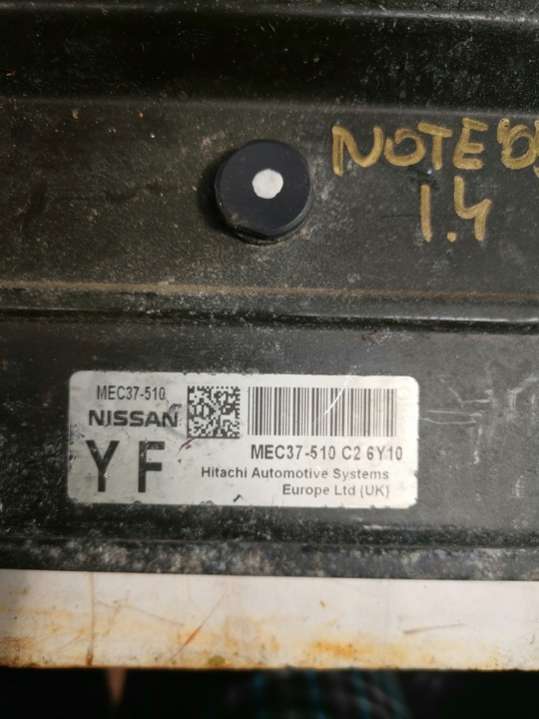 NOTE'05
1.4
MEC37-510
NISSAN
YF
MEC37-510 C2 6Y10
Hitachi Automotive Systems
Europe Ltd (UK)